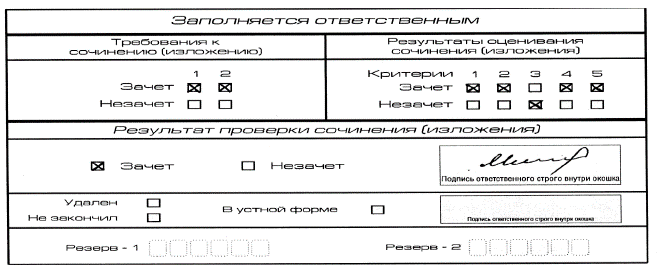 Заполняется ответственным
Требования к сочинению (изложению)
Результаты оценивания сочинения (изложения)
1 2
Зачет
Незачет
Критерии 1 2 3 4 5
Зачет
Незачет
Результат проверки сочинения (изложения)
Зачет Незачет
Подпись ответственного строго внутри окошка
Удален
Не закончил
В устной форме
Подпись ответственного строго внутри окошка
Резерв - 1
Резерв - 2